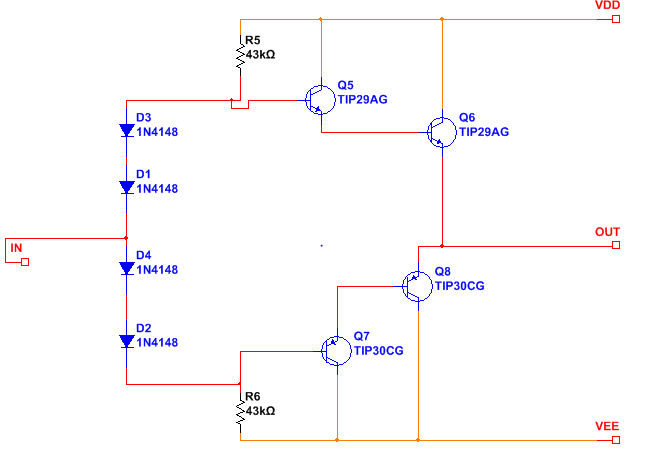 VDD
R5
43kΩ
Q5
TIP29AG
Q6
TIP29AG
D3
1N4148
D1
1N4148
IN
OUT
D4
1N4148
Q8
TIP30CG
D2
1N4148
Q7
TIP30CG
R6
43kΩ
VEE